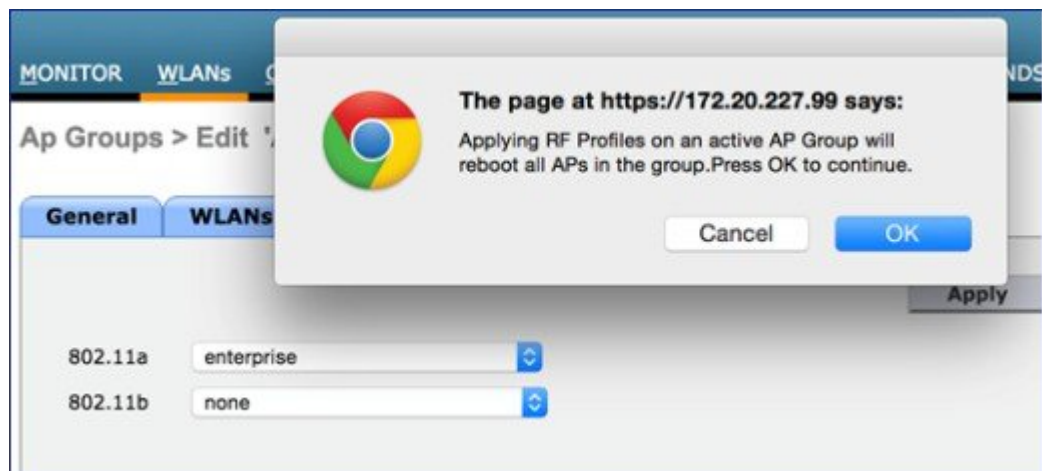 MONITOR WLANs
The page at https://172.20.227.99 says:
Applying RF Profiles on an active AP Group will
reboot all APs in the group.Press OK to continue.
Cancel OK
Ap Groups > Edit
General WLANs
Apply
802.11a enterprise
802.11b none